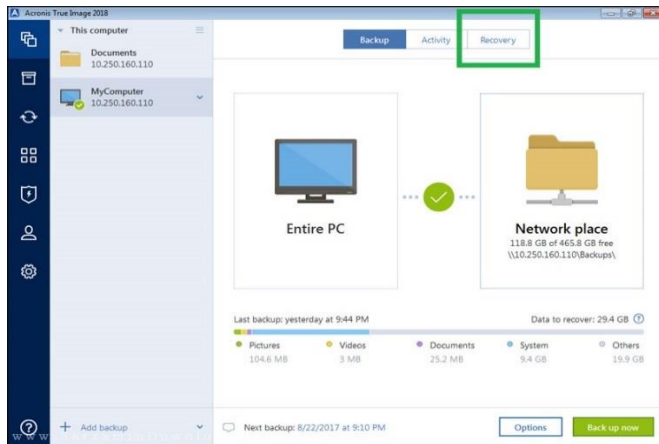 Acronis True Image 2018
This computer
Documents
10.250.160.110
MyComputer
10.250.160.110
Add backup
Backup
Activity
Recovery
Entire PC
Network place
118.8 GB of 465.8 GB free
\\10.250.160.110\Backups\
Last backup: yesterday at 9:44 PM
Data to recover: 29.4 GB ?
Pictures
104.6 MB
Videos
3 MB
Documents
25.2 MB
System
9.4 GB
Others
19.9 GB
Next backup: 8/22/2017 at 9:10 PM
Options
Back up now